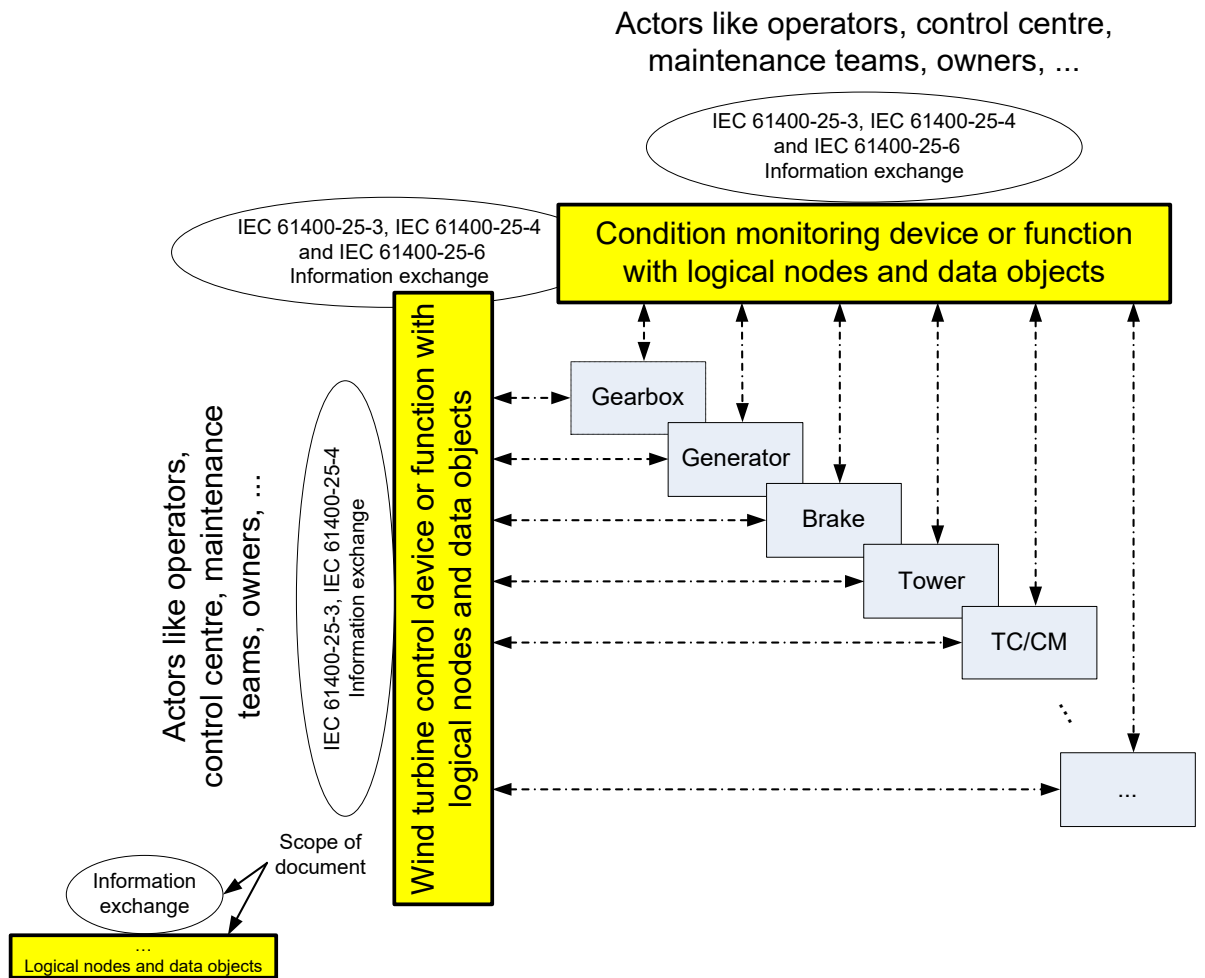 Actors like operators, control centre,
maintenance teams, owners, ...
IEC 61400-25-3, IEC 61400-25-4
and IEC 61400-25-6
Information exchange
IEC 61400-25-3, IEC 61400-25-4
and IEC 61400-25-6
Information exchange
Condition monitoring device or function
with logical nodes and data objects
Actors like operators,
control centre, maintenance
teams, owners, ...
IEC 61400-25-3, IEC 61400-25-4
Information exchange
Wind turbine control device or function with
logical nodes and data objects
Gearbox
Generator
Brake
Tower
TC/CM
...
...
Scope of
document
Information
exchange
...
Logical nodes and data objects